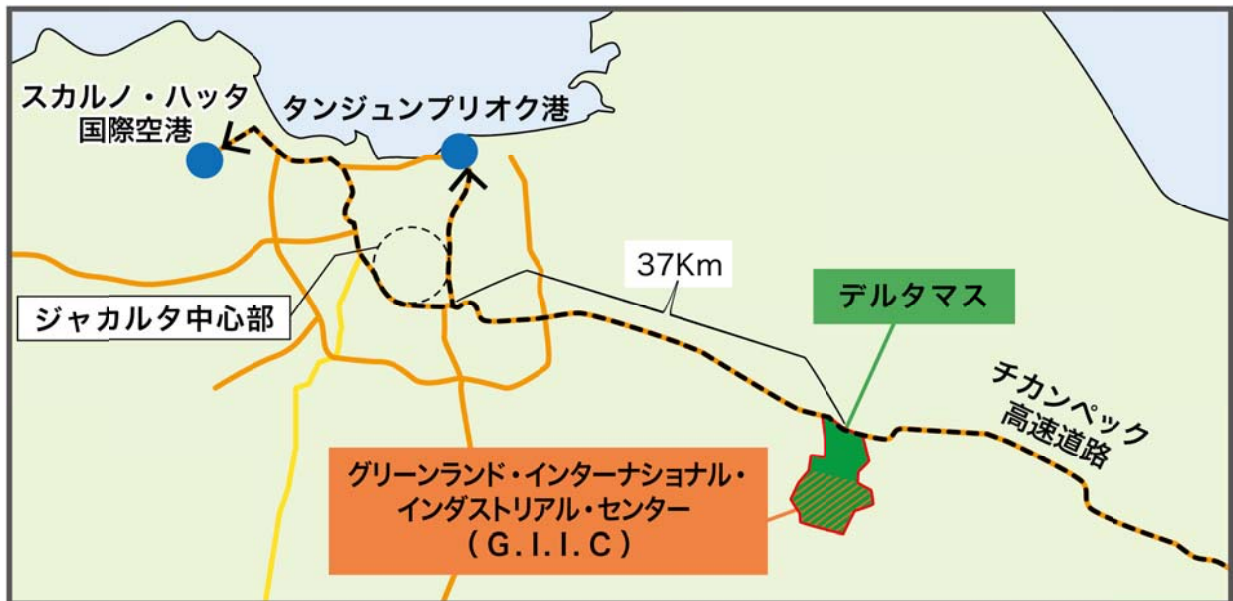 スカルノ・ハッタ
国際空港
タンジュンプリオク港
37Km
デルタマス
ジャカルタ中心部
チカンペック
高速道路
グリーンランド・インターナショナル・
インダストリアル・センター
(G.I.I.C)